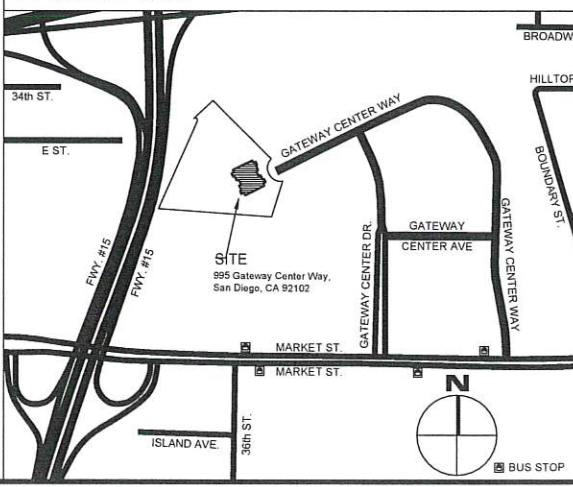 BROADW
HILLTOP
34th ST.
GATEWAY CENTER WAY
E ST.
BOUNDARY ST.
FWY. #15
FWY. #15
GATEWAY CENTER DR.
GATEWAY
CENTER AVE
GATEWAY CENTER WAY
SITE
995 Gateway Center Way,
San Diego, CA 92102
MARKET ST.
MARKET ST.
N
36th ST.
ISLAND AVE.
BUS STOP